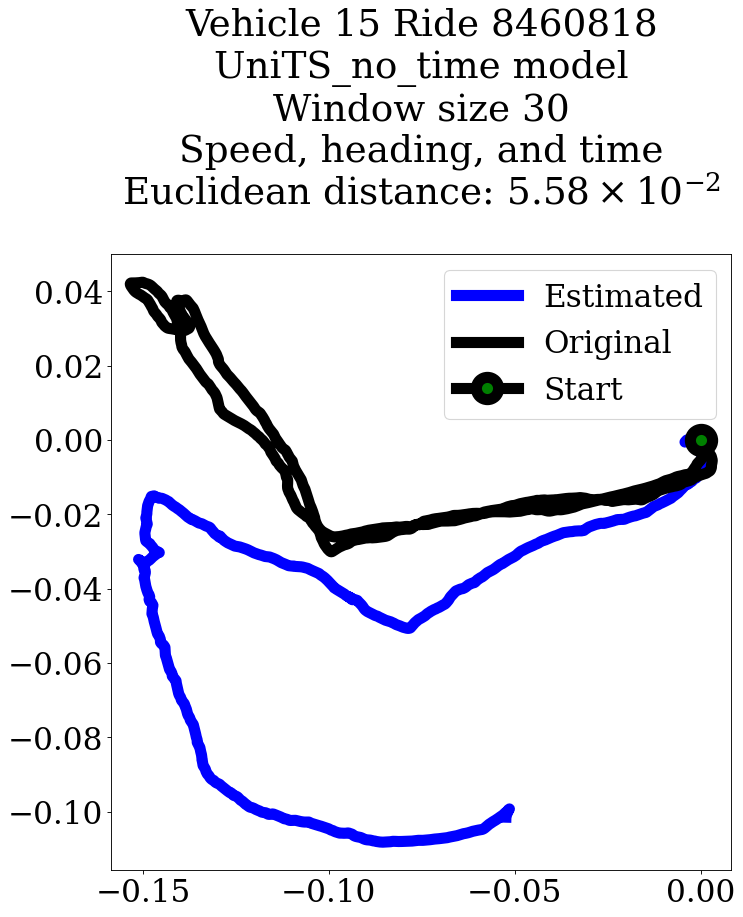 Vehicle 15 Ride 8460818
UniTS_no_time model
Window size 30
Speed, heading, and time
Euclidean distance: 5.58 × 10⁻²
Estimated
Original
Start
0.04
0.02
0.00
−0.02
−0.04
−0.06
−0.08
−0.10
−0.15
−0.10
−0.05
0.00